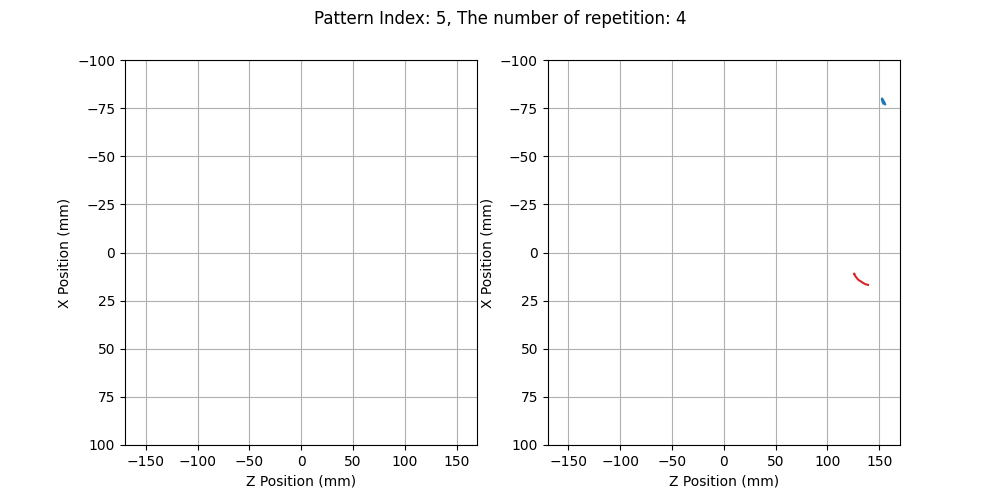 Pattern Index: 5, The number of repetition: 4
−100 −100
−75 −75
−50 −50
−25 −25
0 0
25 25
50 50
75 75
100 100
X Position (mm) X Position (mm)
−150 −100 −50 0 50 100 150 −150 −100 −50 0 50 100 150
Z Position (mm) Z Position (mm)